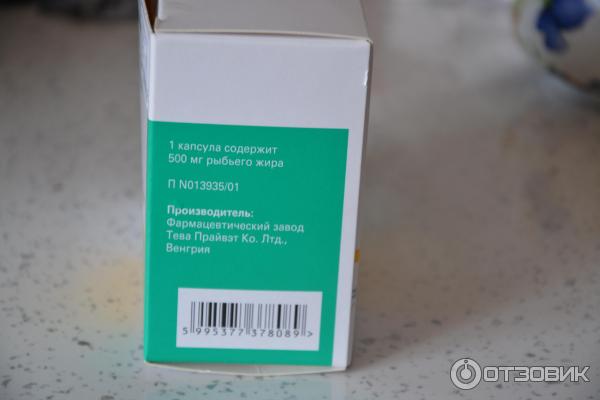 1 капсула содержит
500 мг рыбьего жира
П N013935/01
Производитель:
Фармацевтический завод
Тева Прайвэт Ко. Лтд.,
Венгрия
5 995377 378089 >
ОТЗОВИК